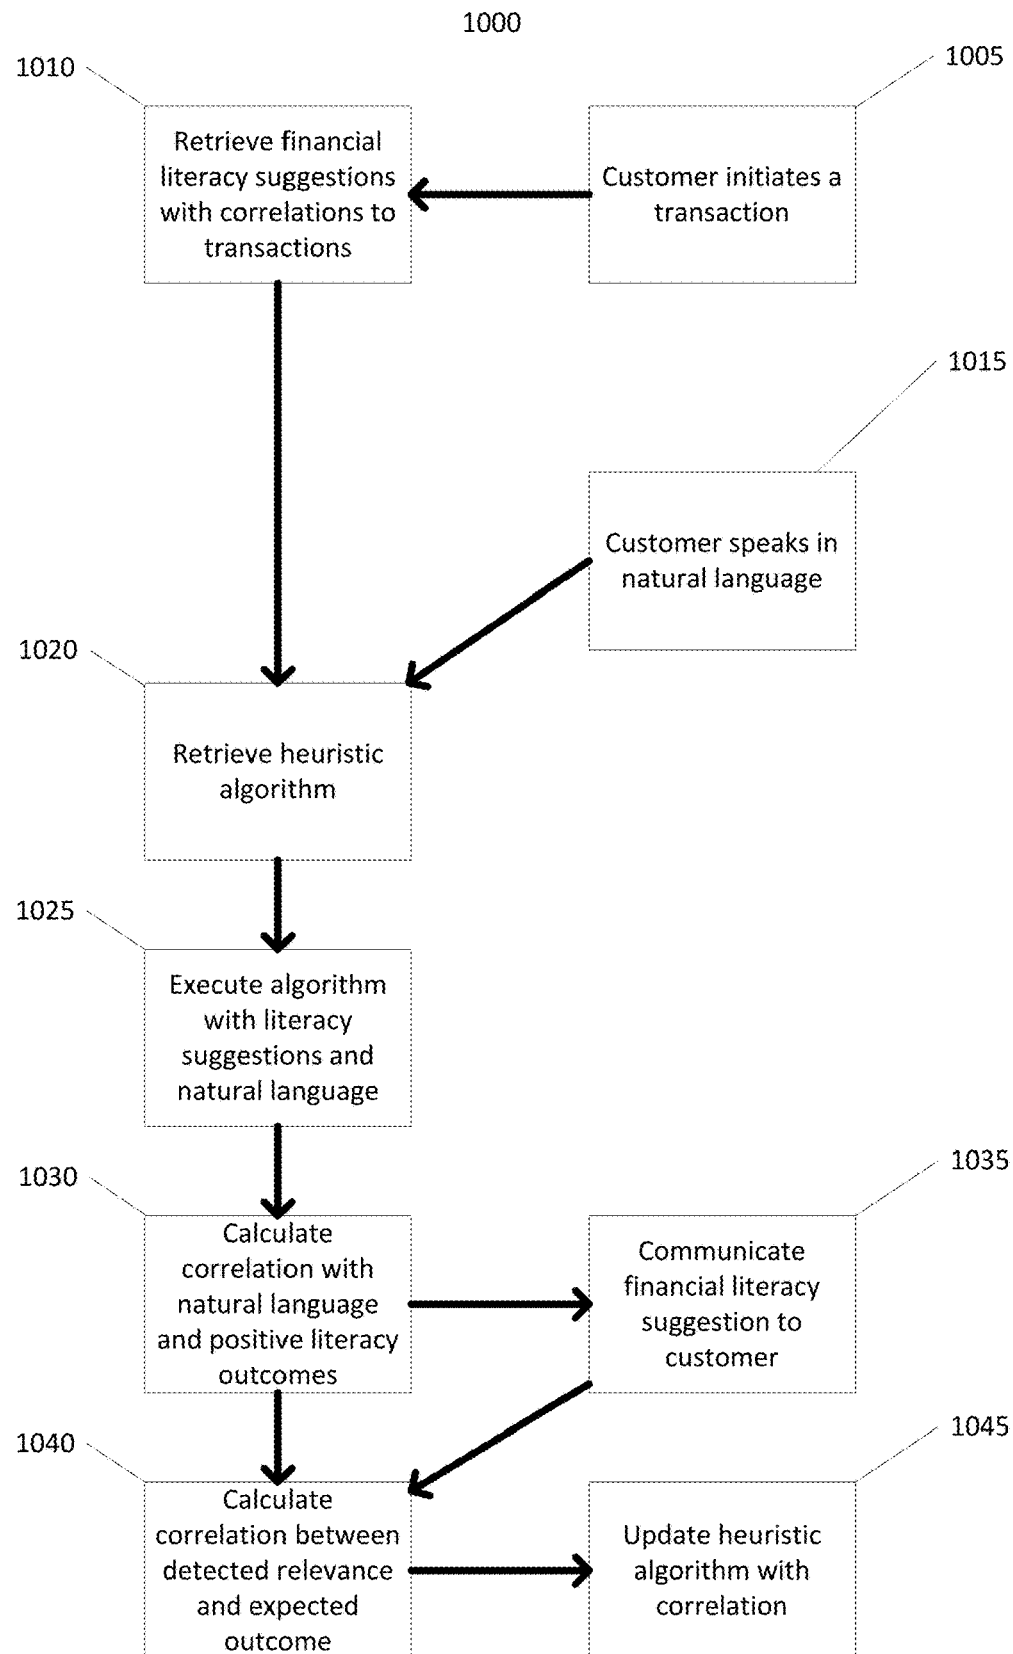 1000
1010
1005
Retrieve financial
literacy suggestions
with correlations to
transactions
Customer initiates a
transaction
1015
Customer speaks in
natural language
1020
Retrieve heuristic
algorithm
1025
Execute algorithm
with literacy
suggestions and
natural language
1030
1035
Calculate
correlation with
natural language
and positive literacy
outcomes
Communicate
financial literacy
suggestion to
customer
1040
1045
Calculate
correlation between
detected relevance
and expected
outcome
Update heuristic
algorithm with
correlation